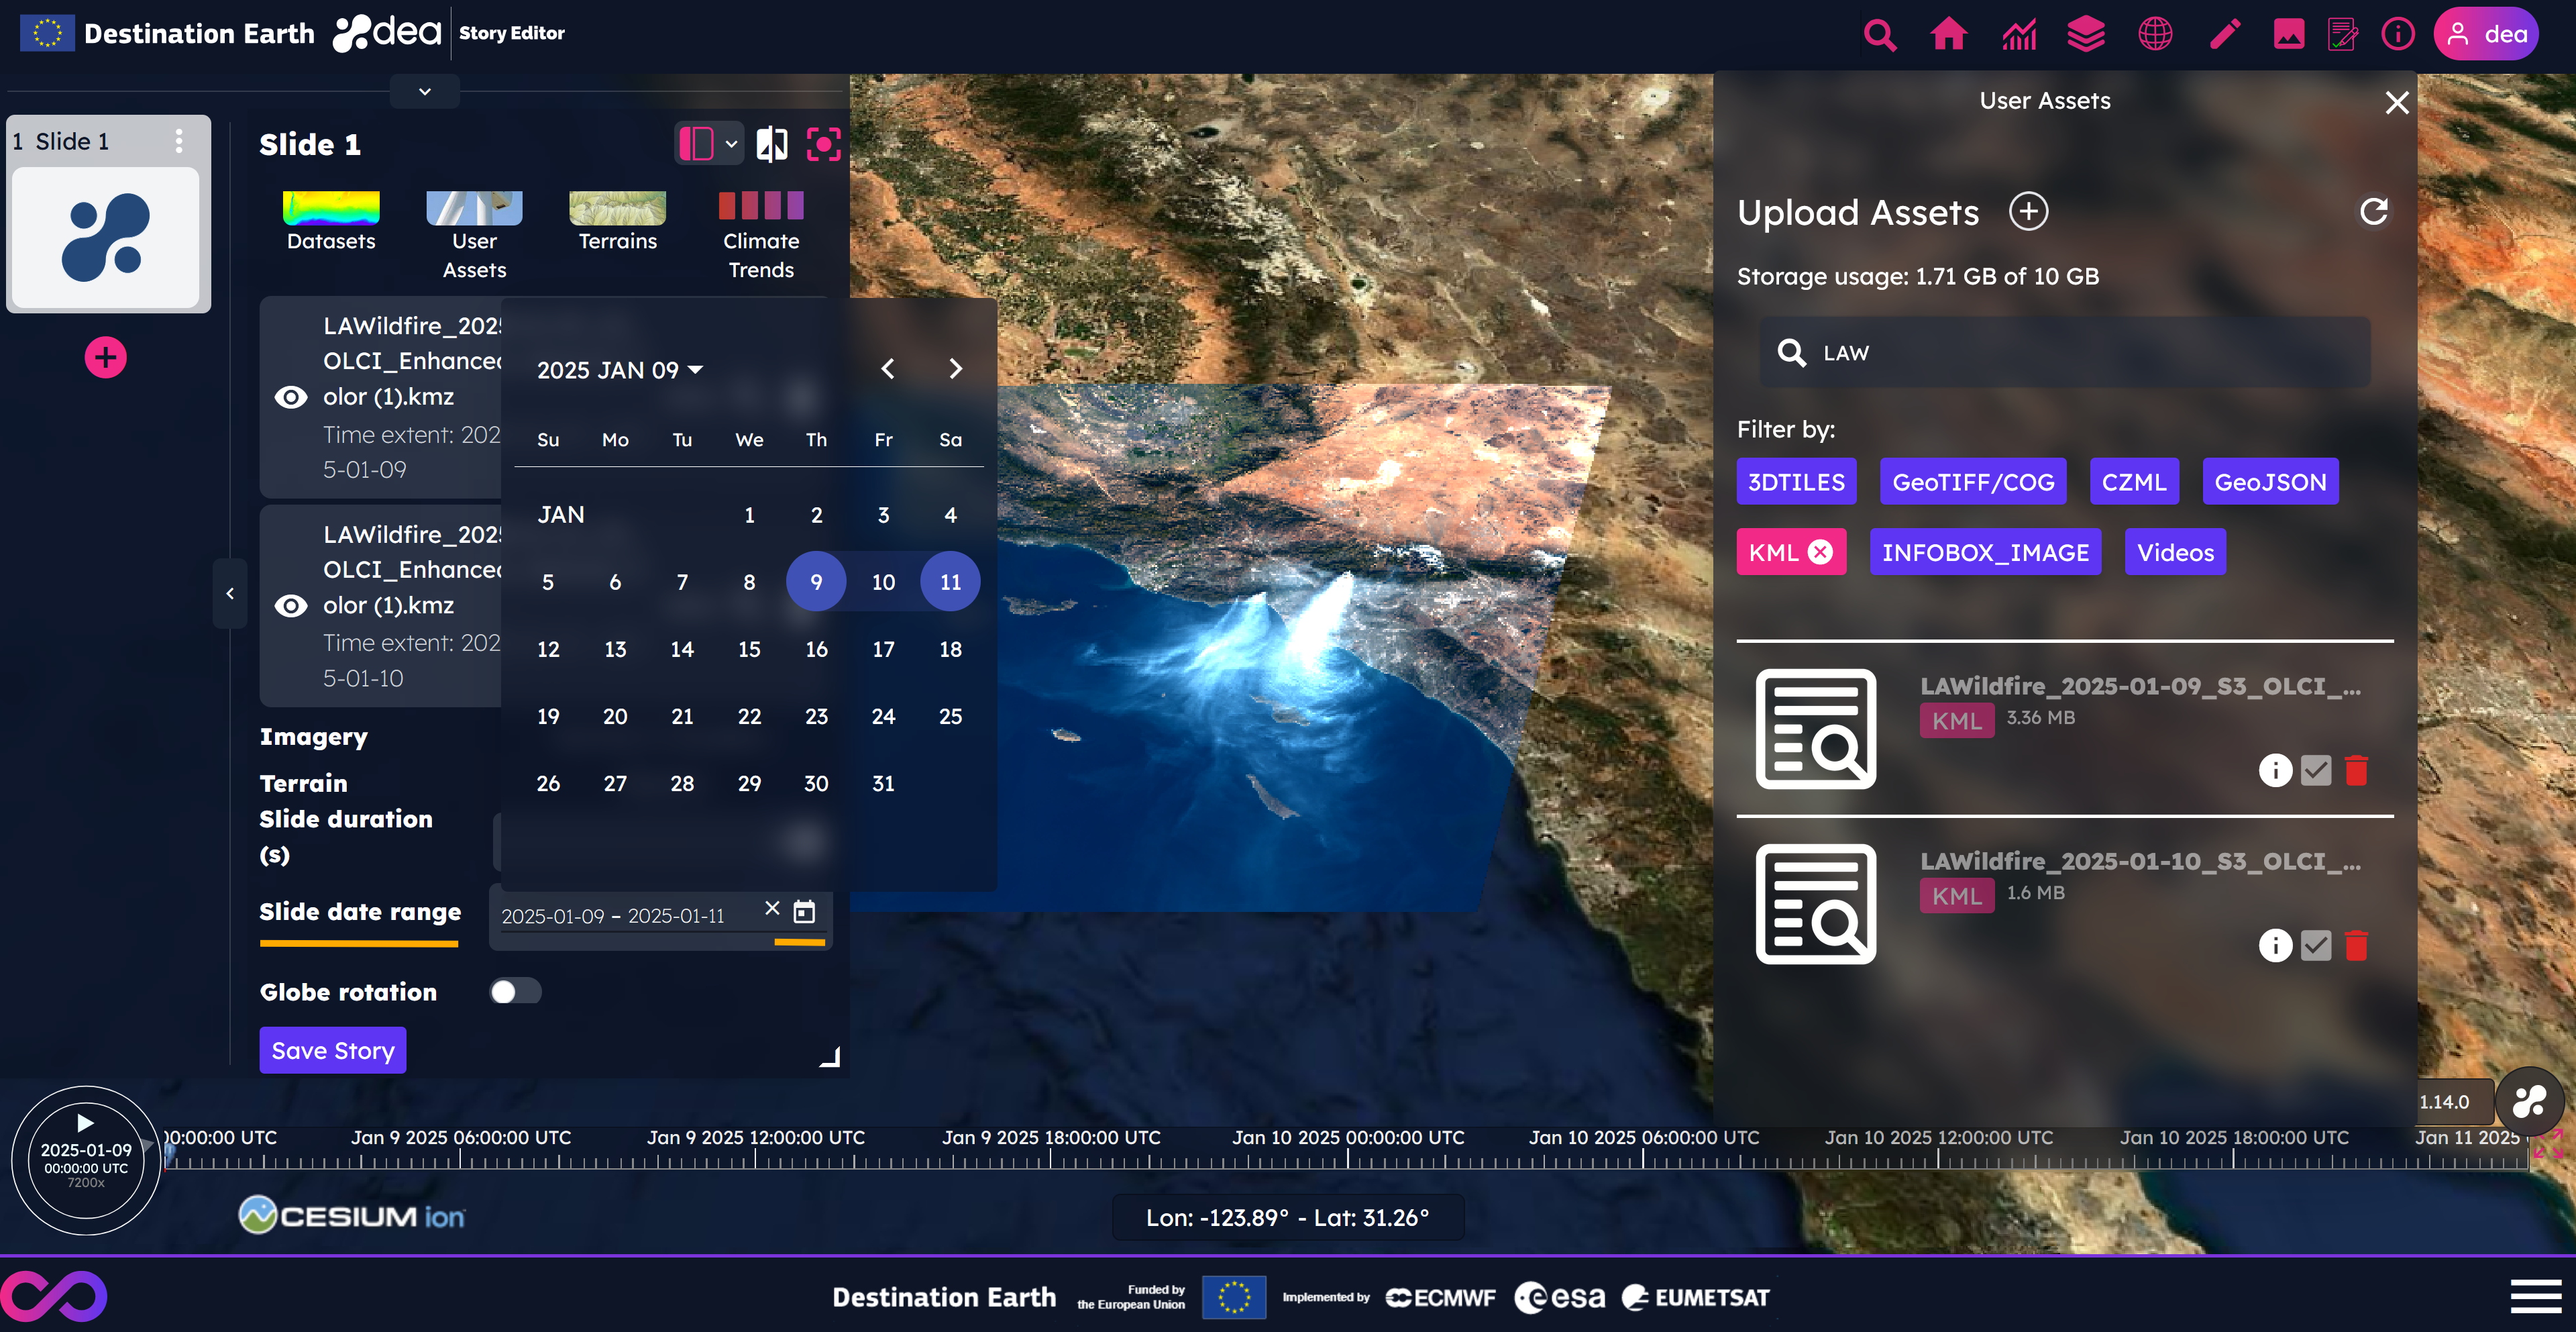 Destination Earth
dea
Story Editor
dea
1 Slide 1
Slide 1
Datasets
User Assets
Terrains
Climate Trends
LAWildfire_202
OLCI_Enhanced
olor (1).kmz
Time extent: 202
5-01-09
LAWildfire_202
OLCI_Enhanced
olor (1).kmz
Time extent: 202
5-01-10
Imagery
Terrain
Slide duration
(s)
Slide date range
2025-01-09 – 2025-01-11
Globe rotation
Save Story
2025 JAN 09
Su Mo Tu We Th Fr Sa
JAN 1 2 3 4
5 6 7 8 9 10 11
12 13 14 15 16 17 18
19 20 21 22 23 24 25
26 27 28 29 30 31
User Assets
Upload Assets
Storage usage: 1.71 GB of 10 GB
LAW
Filter by:
3DTILES GeoTIFF/COG CZML GeoJSON
KML INFOBOX_IMAGE Videos
LAWildfire_2025-01-09_S3_OLCI_...
KML 3.36 MB
LAWildfire_2025-01-10_S3_OLCI_...
KML 1.6 MB
1.14.0
2025-01-09
00:00:00 UTC
7200x
00:00:00 UTC Jan 9 2025 06:00:00 UTC Jan 9 2025 12:00:00 UTC Jan 9 2025 18:00:00 UTC Jan 10 2025 00:00:00 UTC Jan 10 2025 06:00:00 UTC Jan 10 2025 12:00:00 UTC Jan 10 2025 18:00:00 UTC Jan 11 2025
CESIUM ion
Lon: -123.89° - Lat: 31.26°
Destination Earth
Funded by
the European Union
Implemented by
ECMWF
esa
EUMETSAT